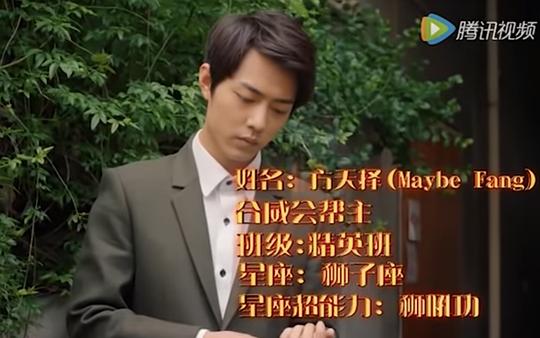 腾讯视频
姓名：方天择(Maybe Fang)
合威会帮主
班级:精英班
星座：狮子座
星座超能力：狮吼功